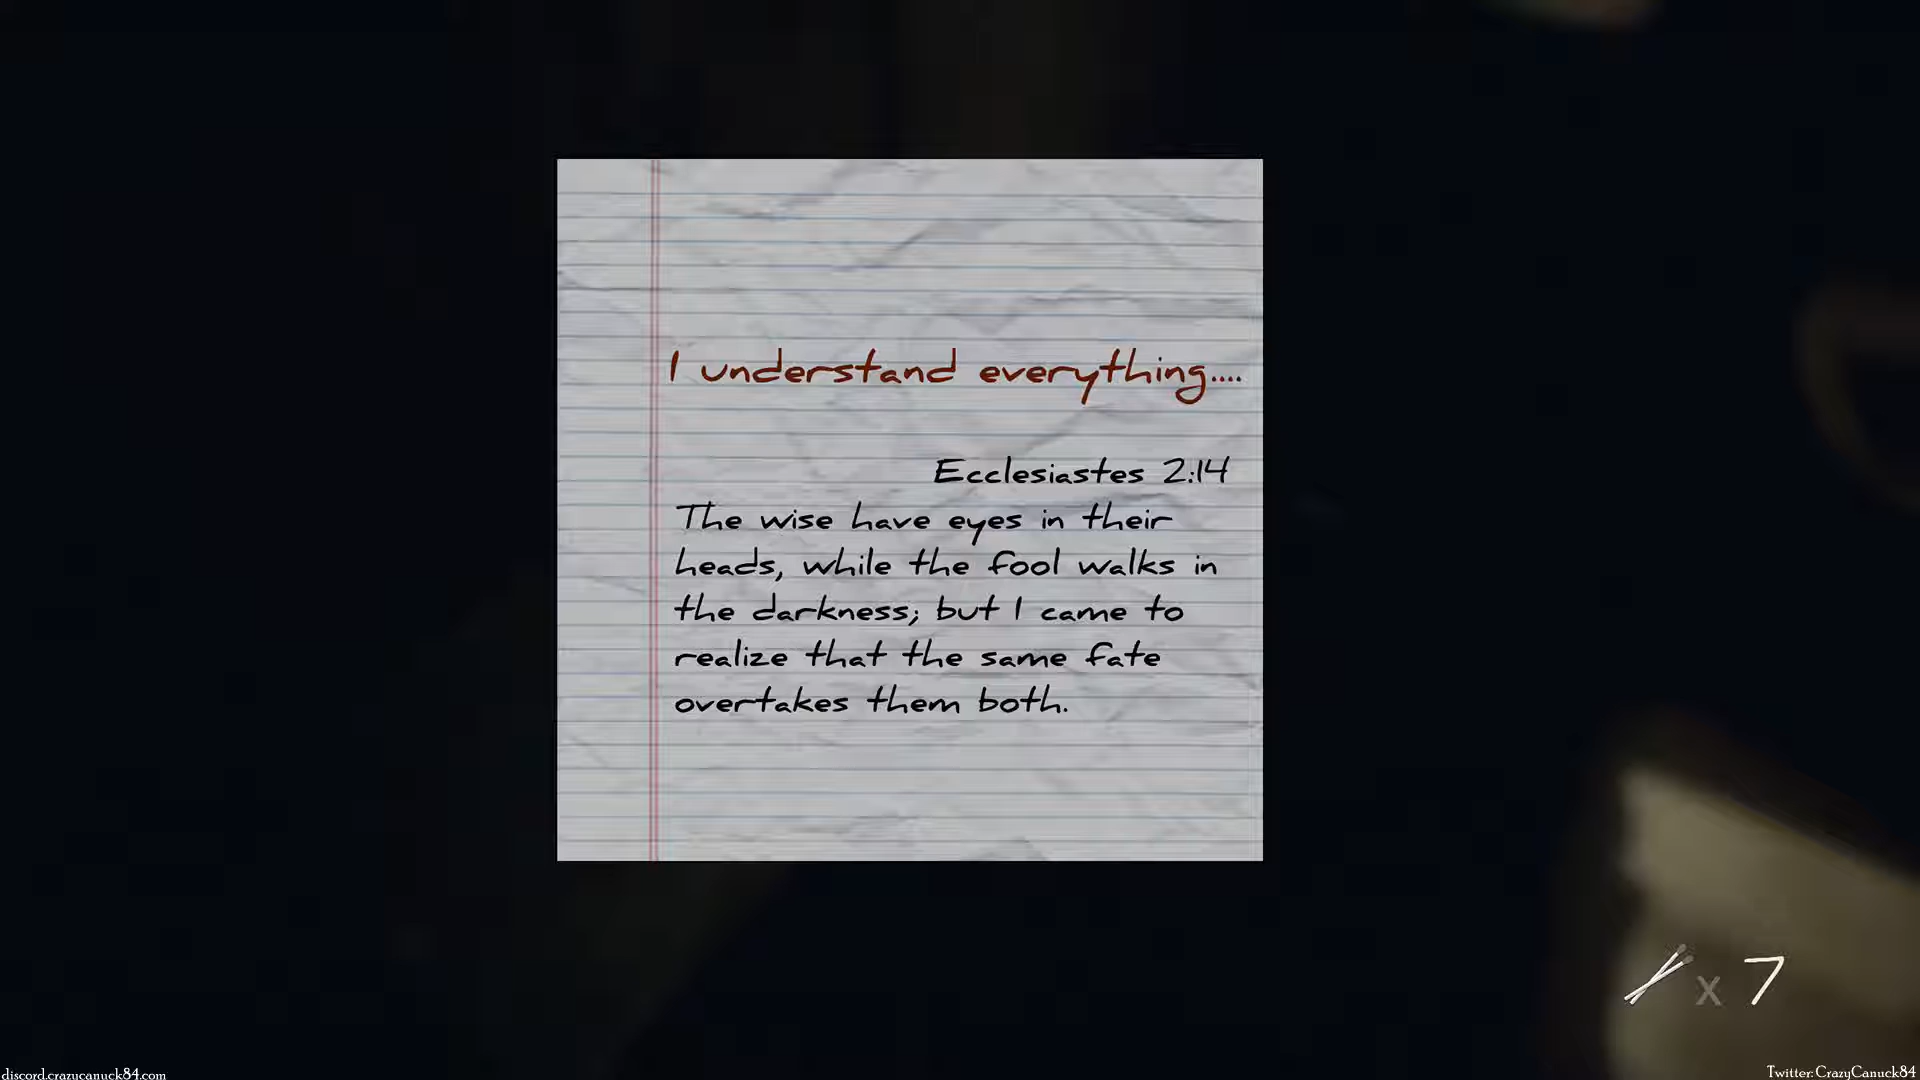 I understand everything....
Ecclesiastes 2:14
The wise have eyes in their
heads, while the fool walks in
the darkness; but I came to
realize that the same fate
overtakes them both.
x 7
discord.crazycanuck84.com
Twitter: CrazyCanuck84